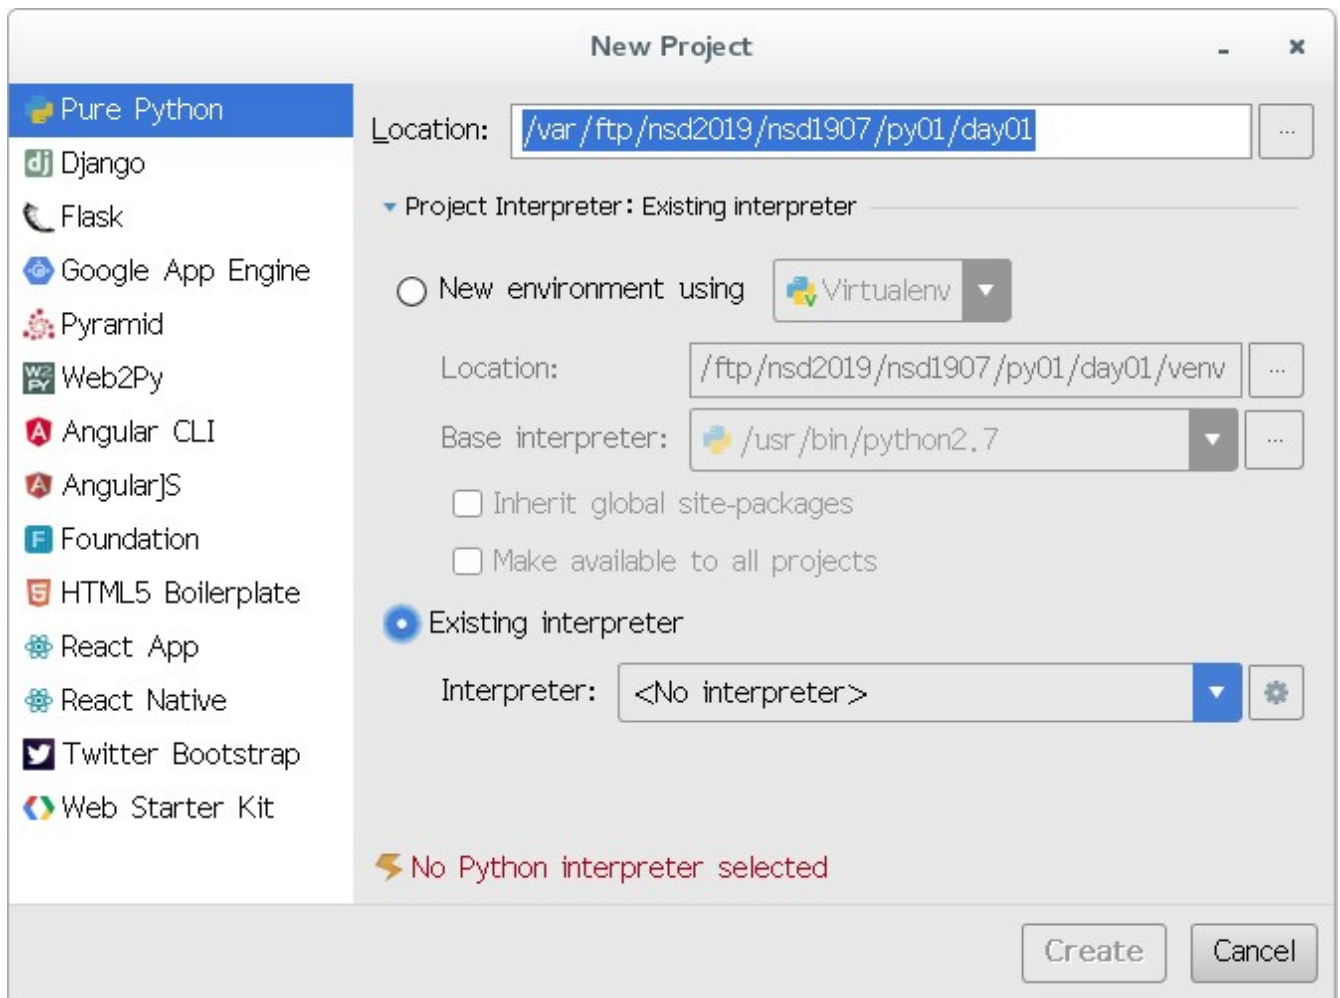 New Project
Pure Python
Django
Flask
Google App Engine
Pyramid
Web2Py
Angular CLI
AngularJS
Foundation
HTML5 Boilerplate
React App
React Native
Twitter Bootstrap
Web Starter Kit
Location: /var/ftp/nsd2019/nsd1907/py01/day01 ...
Project Interpreter: Existing interpreter
New environment using Virtualenv
Location: /ftp/nsd2019/nsd1907/py01/day01/venv ...
Base interpreter: /usr/bin/python2.7 ...
Inherit global site-packages
Make available to all projects
Existing interpreter
Interpreter: <No interpreter>
No Python interpreter selected
Create Cancel